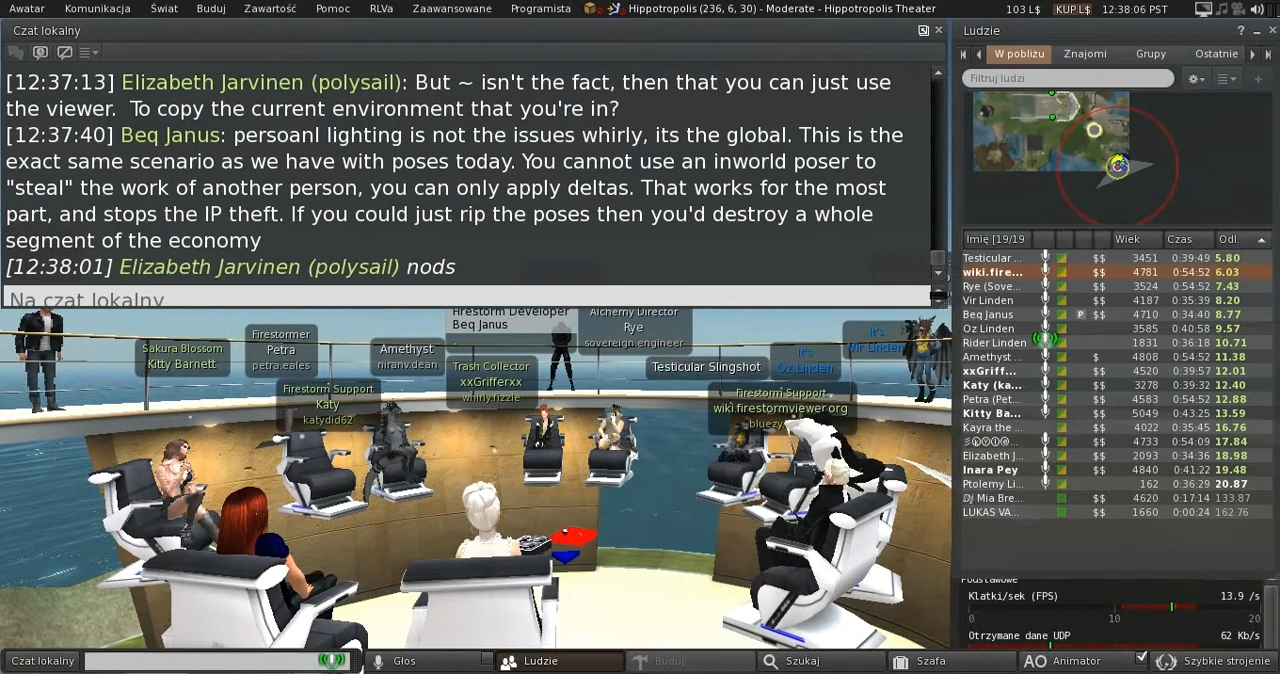 Awatar Komunikacja Świat Buduj Zawartość Pomoc RLVa Zaawansowane Programista Hippotropolis (236, 6, 30) - Moderate - Hippotropolis Theater 103 L$ KUP L$ 12:38:06 PST
Czat lokalny
[12:37:13] Elizabeth Jarvinen (polysail): But ~ isn't the fact, then that you can just use
the viewer.  To copy the current environment that you're in?
[12:37:40] Beq Janus: persoanl lighting is not the issues whirly, its the global. This is the
exact same scenario as we have with poses today. You cannot use an inworld poser to
"steal" the work of another person, you can only apply deltas. That works for the most
part, and stops the IP theft. If you could just rip the poses then you'd destroy a whole
segment of the economy
[12:38:01] Elizabeth Jarvinen (polysail) nods
Na czat lokalny
Firestorm Developer
Beq Janus
Alchemy Director
Rye
sovereign.engineer
It's
Vir Linden
Firestormer
Petra
petra.eales
Sakura Blossom
Kitty Barnett
Amethyst
niranv.dean
Trash Collector
xxGrifferxx
whirly.fizzle
Testicular Slingshot
It's
Oz Linden
Firestorm Support
Katy
katydid62
Firestorm Support
wiki.firestormviewer.org
bluezy
Ludzie
W pobliżu Znajomi Grupy Ostatnie
Filtruj ludzi
Imię [19/19 Wiek Czas Odl.
Testicular ... $$ 3451 0:39:49 5.80
wiki.fire... $$ 4781 0:54:52 6.03
Rye (Sove... $$ 3524 0:54:52 7.43
Vir Linden $$ 4187 0:35:39 8.20
Beq Janus P $$ 4710 0:34:40 8.77
Oz Linden 3585 0:40:58 9.57
Rider Linden 1831 0:36:18 10.71
Amethyst ... $ 4808 0:54:52 11.38
xxGriff... $$ 4520 0:39:57 12.01
Katy (ka... $$ 3278 0:39:32 12.40
Petra (Pet... $$ 4583 0:54:52 12.88
Kitty Ba... $$ 5049 0:43:25 13.59
Kayra the ... $$ 4022 0:35:45 16.76
$$ 4733 0:54:09 17.84
Elizabeth J... $$ 2093 0:34:36 18.98
Inara Pey $$ 4840 0:41:22 19.48
Ptolemy Li... 162 0:36:29 20.87
Dj Mia Bre... $$ 4620 0:17:14 133.87
LUKAS VA... $$ 1660 0:00:24 162.76
Podstawowe
Klatki/sek (FPS) 13.9 /s
0 10 20
Otrzymane dane UDP 62 Kb/s
Czat lokalny Głos Ludzie Buduj Szukaj Szafa AO Animator Szybkie strojenie